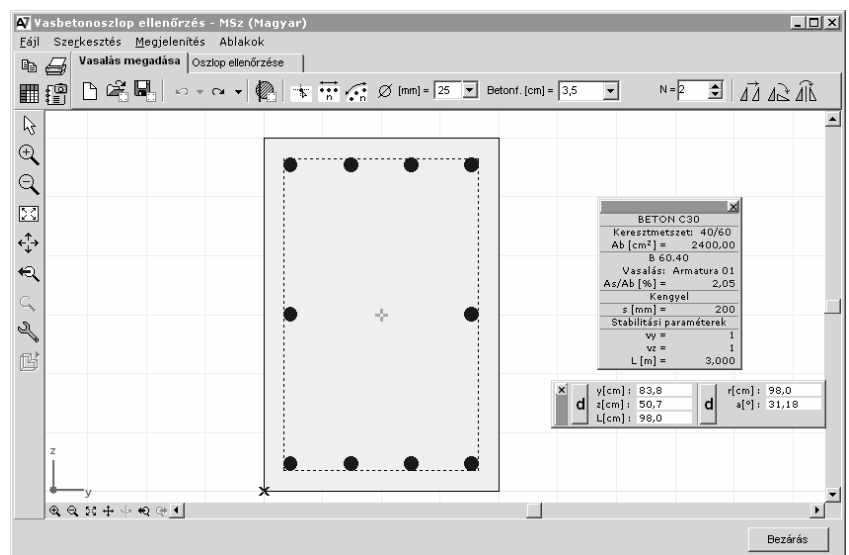 Vasbetonoszlop ellenőrzés - MSz (Magyar)
Fájl Szerkesztés Megjelenítés Ablakok
Vasalás megadása Oszlop ellenőrzése
Ø [mm] = 25 Betonf. [cm] = 3,5 N = 2
BETON C30
Keresztmetszet: 40/60
Ab [cm²] = 2400,00
B 60.40
Vasalás: Armatura 01
As/Ab [%] = 2,05
Kengyel
s [mm] = 200
Stabilitási paraméterek
νy = 1
νz = 1
L [m] = 3,000
d y[cm]: 83,8 d r[cm]: 98,0
z[cm]: 50,7 a[°]: 31,18
L[cm]: 98,0
z
y
Bezárás